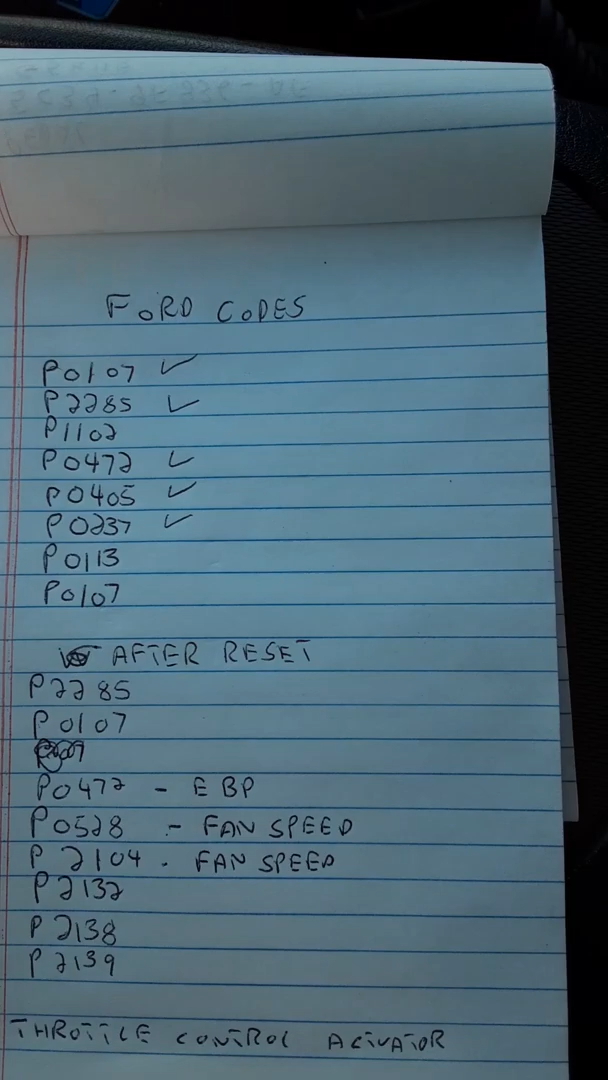 FORD CODES
P0107 ✓
P2285 ✓
P1102
P0472 ✓
P0405 ✓
P0237 ✓
P0113
P0107
AFTER RESET
P2285
P0107
P0472 - EBP
P0528 - FAN SPEED
P2104 - FAN SPEED
P2132
P2138
P2139
THROTTLE CONTROL ACTUATOR